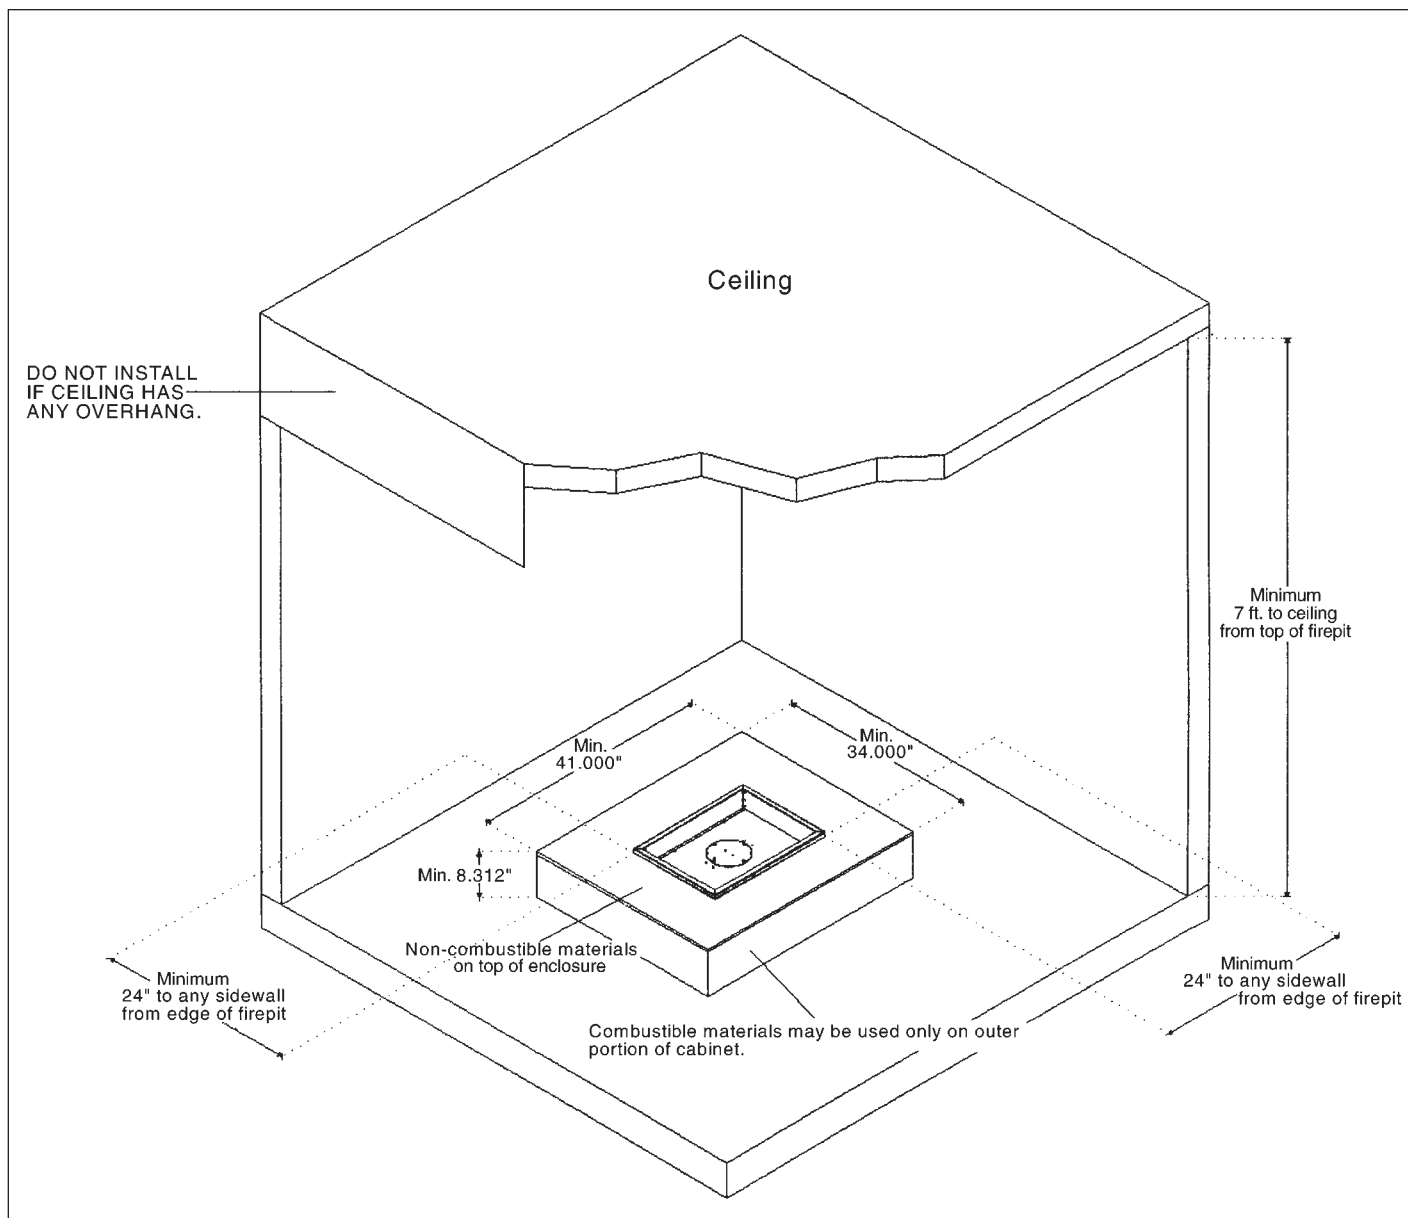 Ceiling
DO NOT INSTALL
IF CEILING HAS
ANY OVERHANG.
Minimum
7 ft. to ceiling
from top of firepit
Min.
41.000"
Min.
34.000"
Min. 8.312"
Non-combustible materials
on top of enclosure
Minimum
24" to any sidewall
from edge of firepit
Minimum
24" to any sidewall
from edge of firepit
Combustible materials may be used only on outer
portion of cabinet.